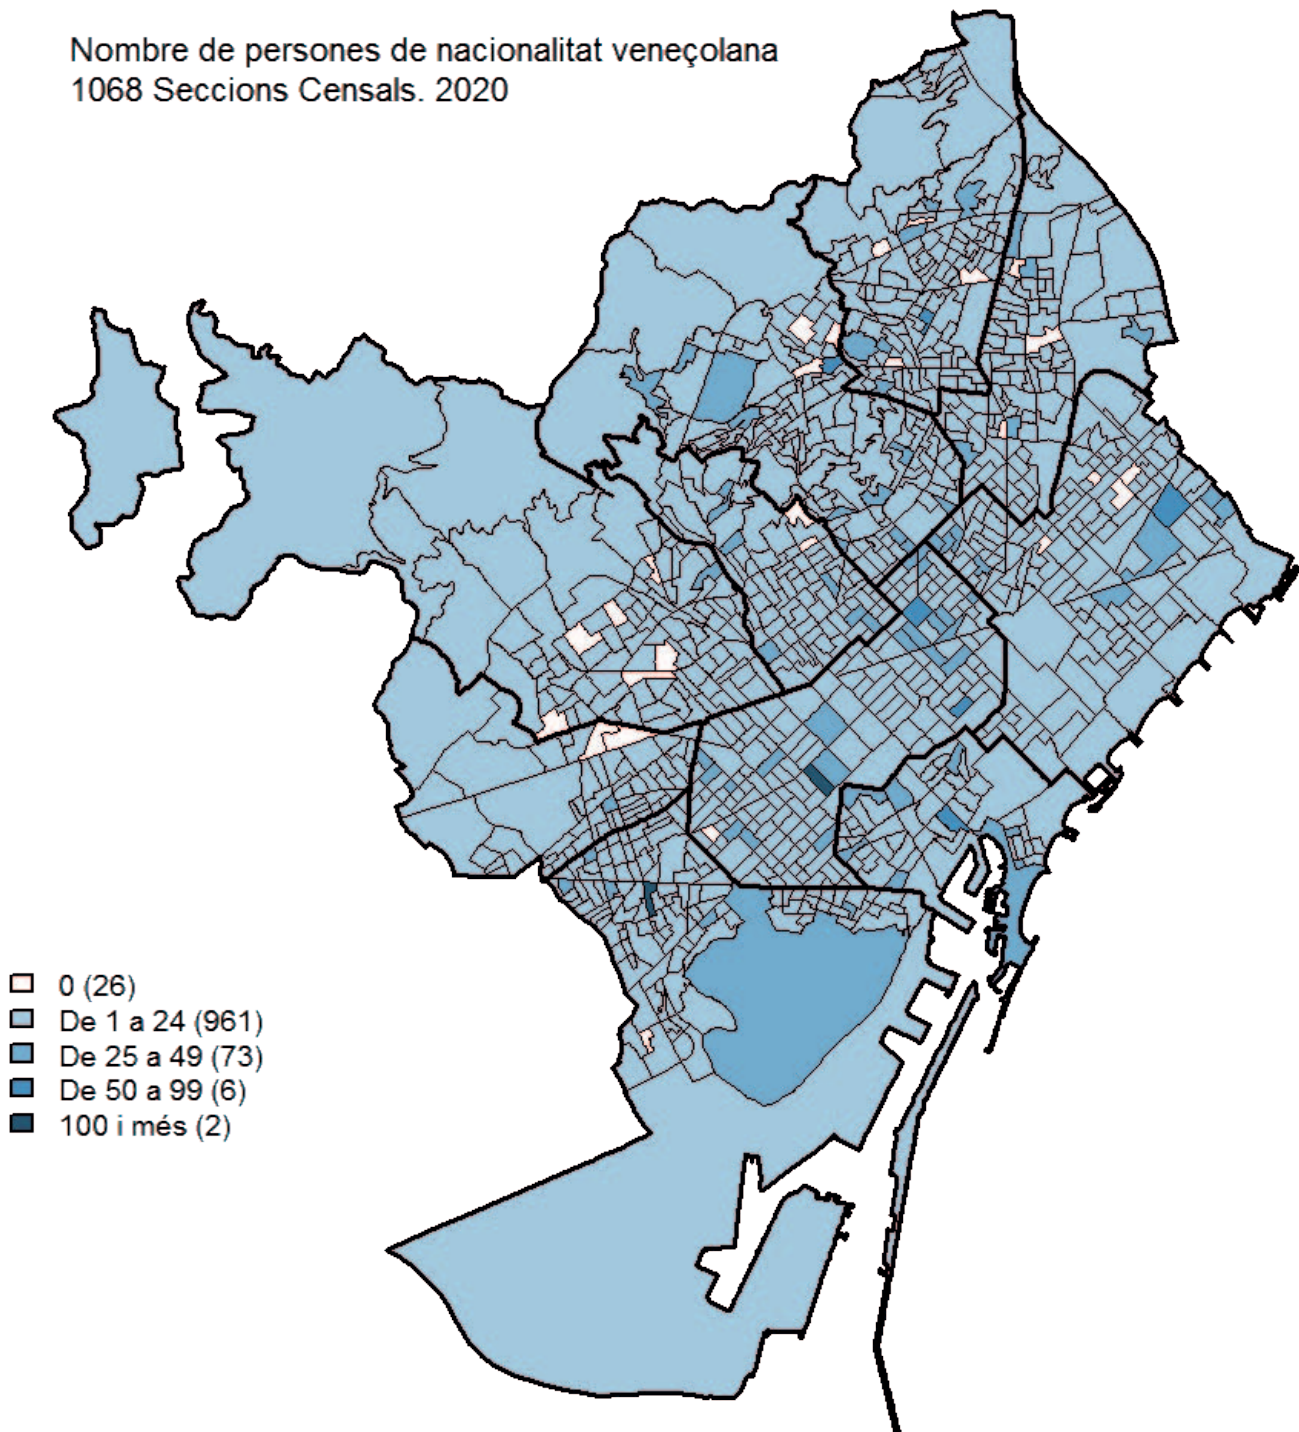 Nombre de persones de nacionalitat veneçolana
1068 Seccions Censals. 2020
0 (26)
De 1 a 24 (961)
De 25 a 49 (73)
De 50 a 99 (6)
100 i més (2)